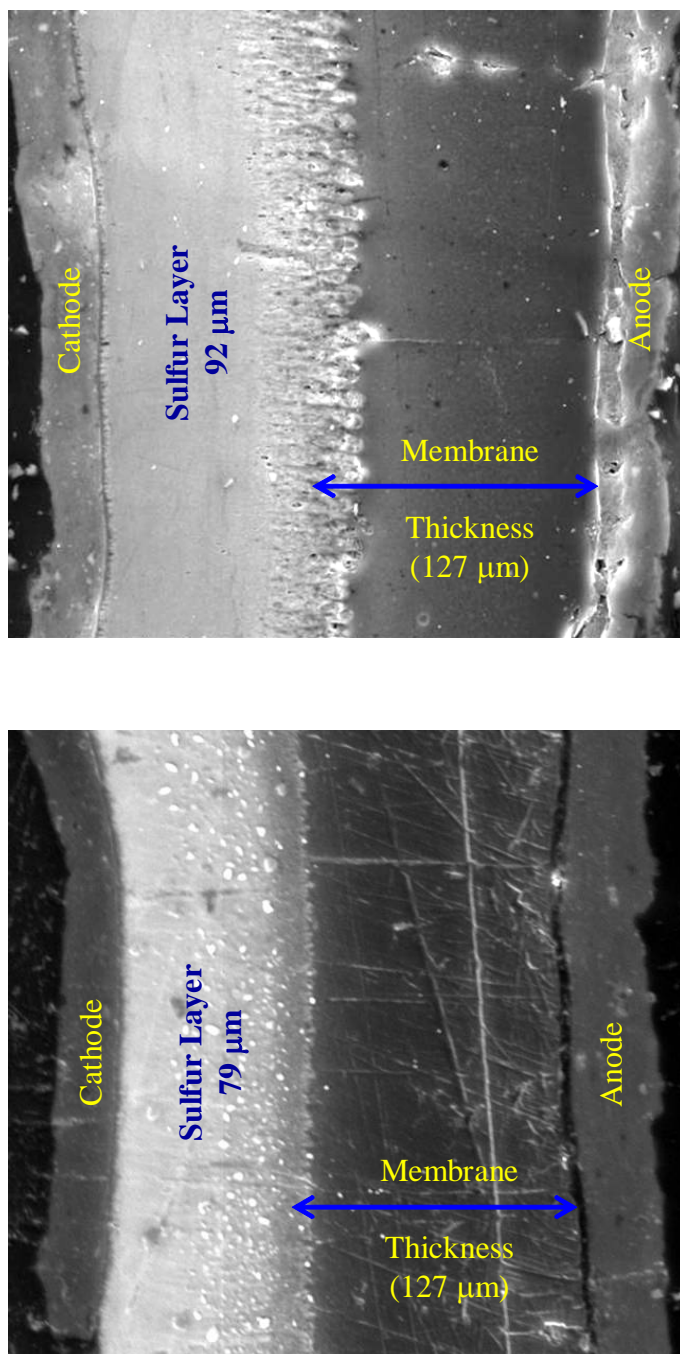 Cathode
Sulfur Layer
92 μm
Membrane
Thickness
(127 μm)
Anode
Cathode
Sulfur Layer
79 μm
Membrane
Thickness
(127 μm)
Anode